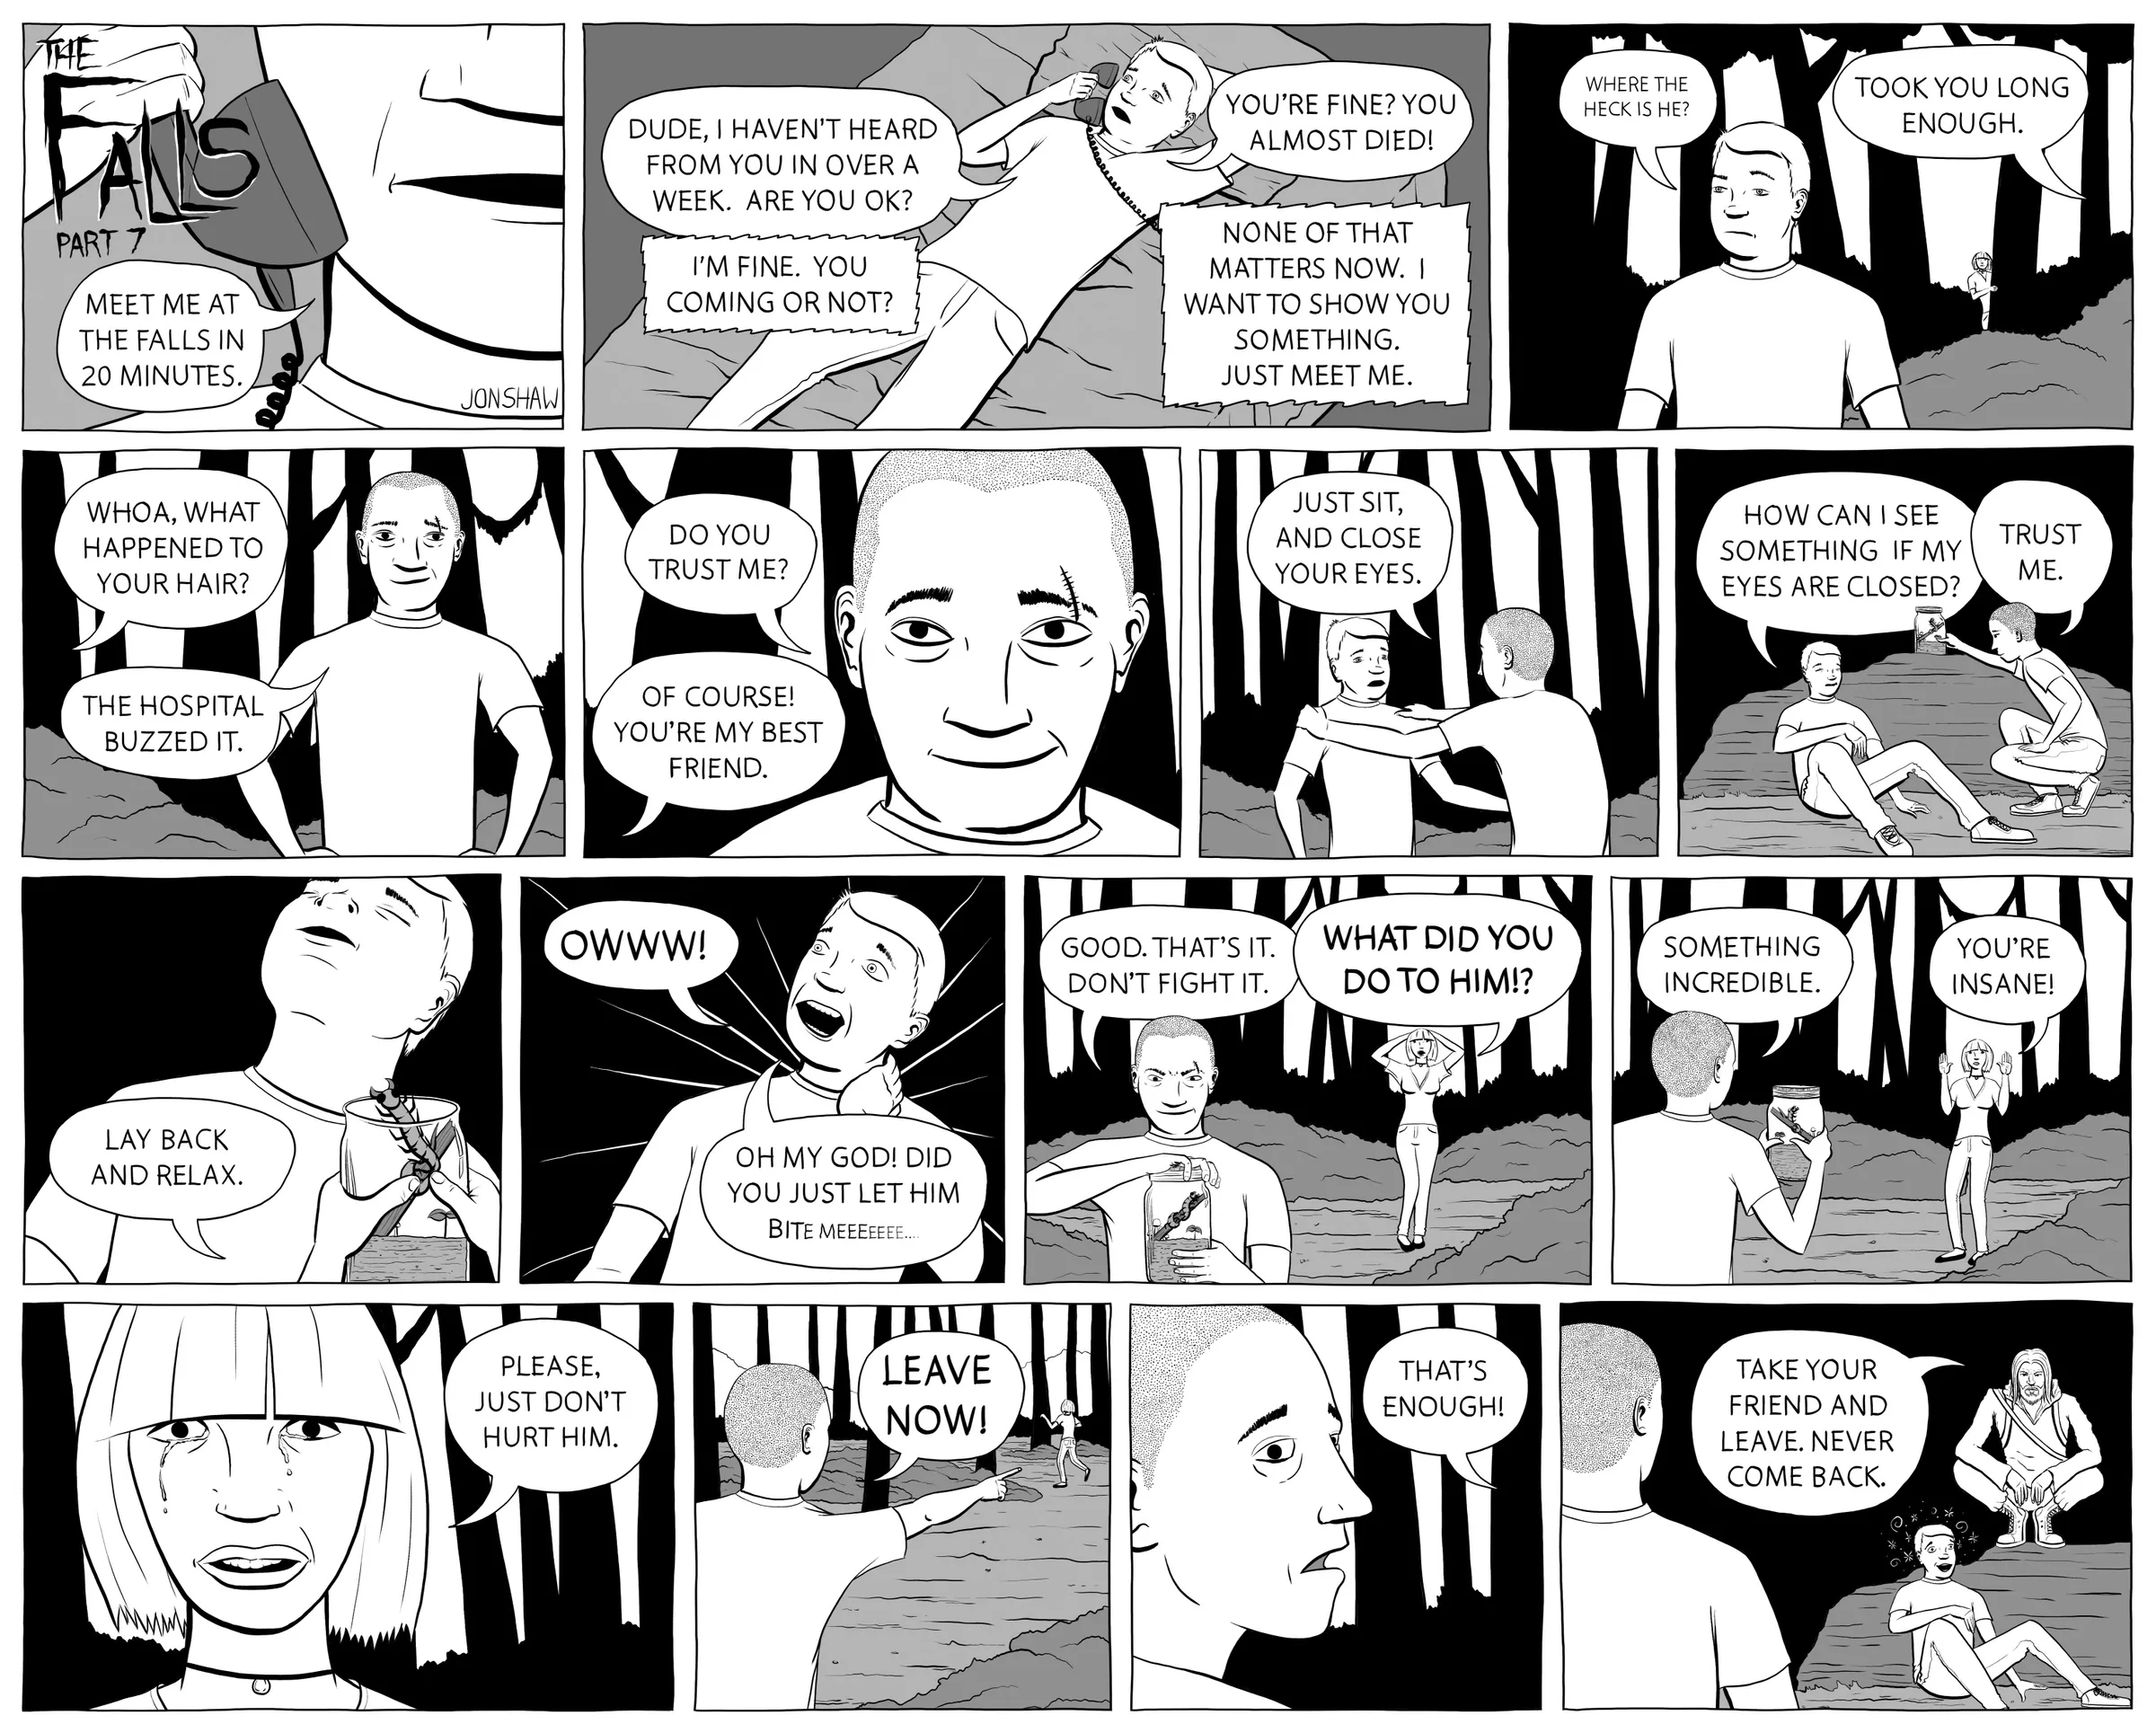 THE
FALLS
PART 7
MEET ME AT
THE FALLS IN
20 MINUTES.
JONSHAW
DUDE, I HAVEN'T HEARD
FROM YOU IN OVER A
WEEK. ARE YOU OK?
I'M FINE. YOU
COMING OR NOT?
YOU'RE FINE? YOU
ALMOST DIED!
NONE OF THAT
MATTERS NOW. I
WANT TO SHOW YOU
SOMETHING.
JUST MEET ME.
WHERE THE
HECK IS HE?
TOOK YOU LONG
ENOUGH.
WHOA, WHAT
HAPPENED TO
YOUR HAIR?
THE HOSPITAL
BUZZED IT.
DO YOU
TRUST ME?
OF COURSE!
YOU'RE MY BEST
FRIEND.
JUST SIT,
AND CLOSE
YOUR EYES.
HOW CAN I SEE
SOMETHING IF MY
EYES ARE CLOSED?
TRUST
ME.
LAY BACK
AND RELAX.
OWWW!
OH MY GOD! DID
YOU JUST LET HIM
BITE MEEEEEEE...
GOOD. THAT'S IT.
DON'T FIGHT IT.
WHAT DID YOU
DO TO HIM!?
SOMETHING
INCREDIBLE.
YOU'RE
INSANE!
PLEASE,
JUST DON'T
HURT HIM.
LEAVE
NOW!
THAT'S
ENOUGH!
TAKE YOUR
FRIEND AND
LEAVE. NEVER
COME BACK.